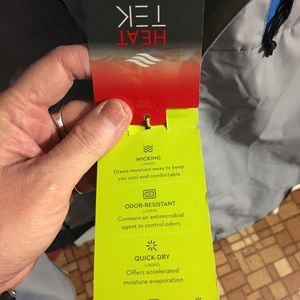 HEAT
TEK
WICKING
LINING
Draws moisture away to keep
you cool and comfortable
ODOR-RESISTANT
LINING
Contains an antimicrobial
agent to control odors
QUICK-DRY
LINING
Offers accelerated
moisture evaporation